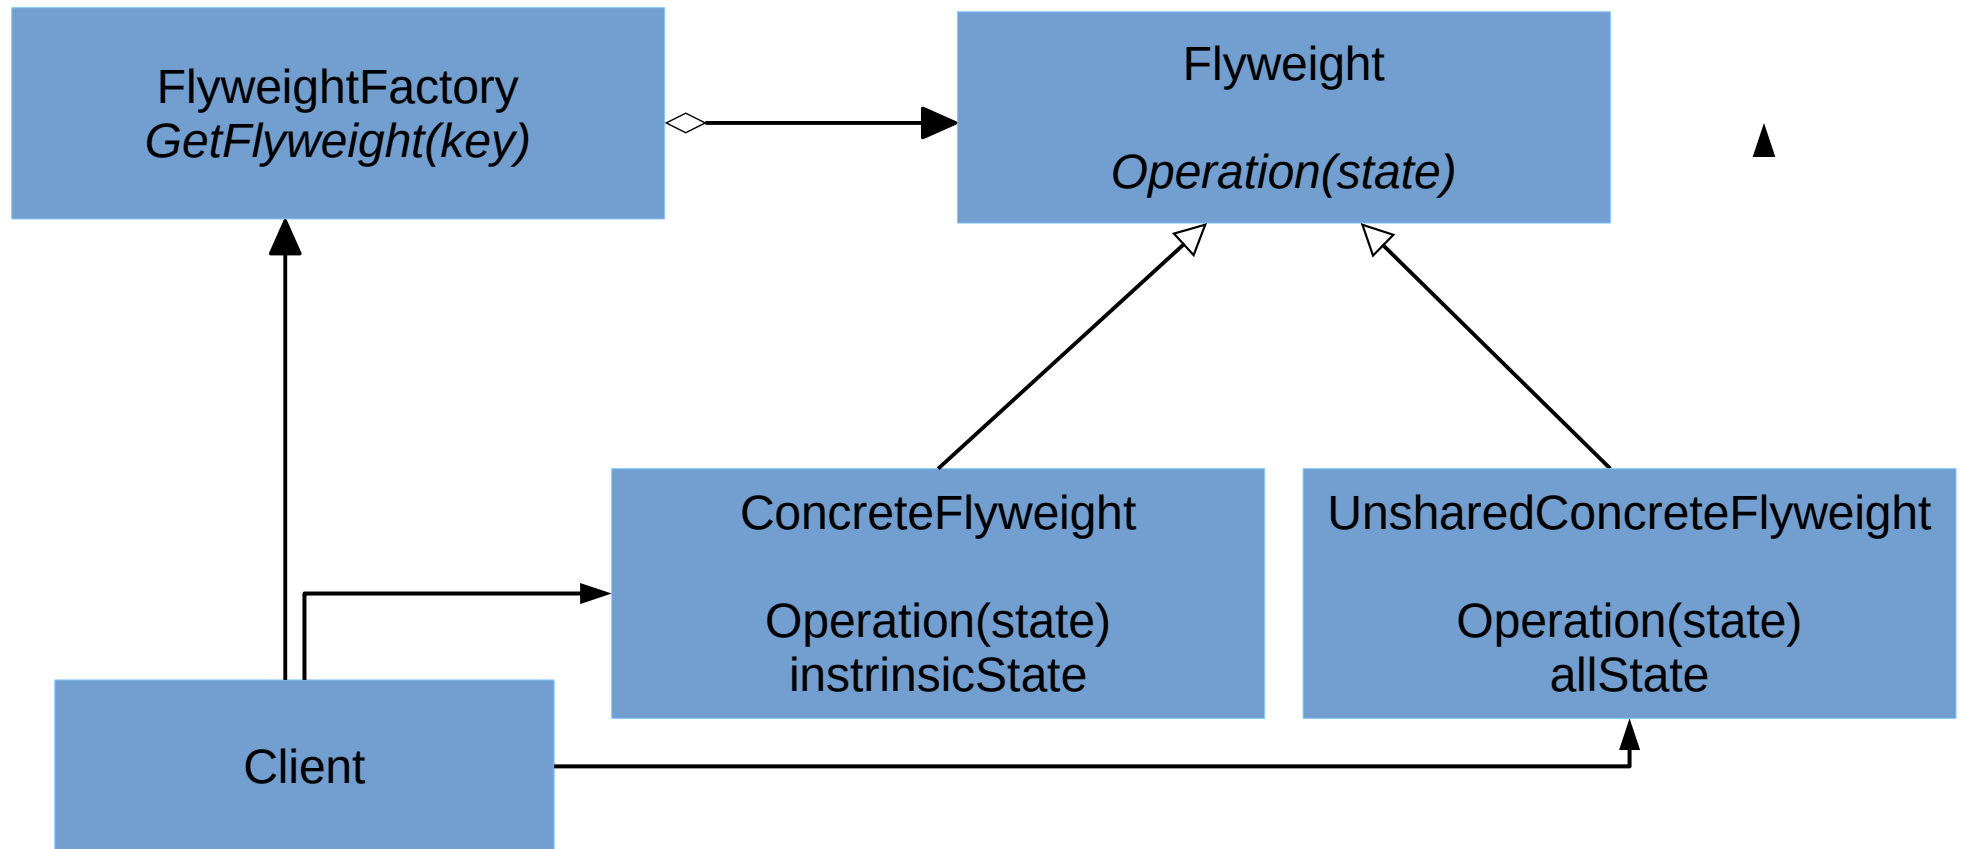 FlyweightFactory
GetFlyweight(key)
Flyweight
Operation(state)
ConcreteFlyweight
Operation(state)
instrinsicState
UnsharedConcreteFlyweight
Operation(state)
allState
Client